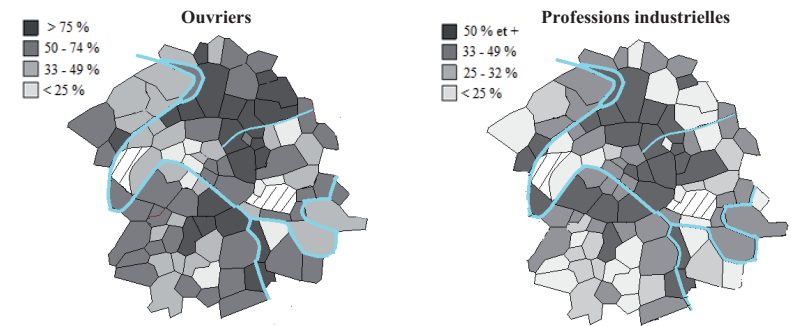 Ouvriers
> 75 %
50 - 74 %
33 - 49 %
< 25 %
Professions industrielles
50 % et +
33 - 49 %
25 - 32 %
< 25 %